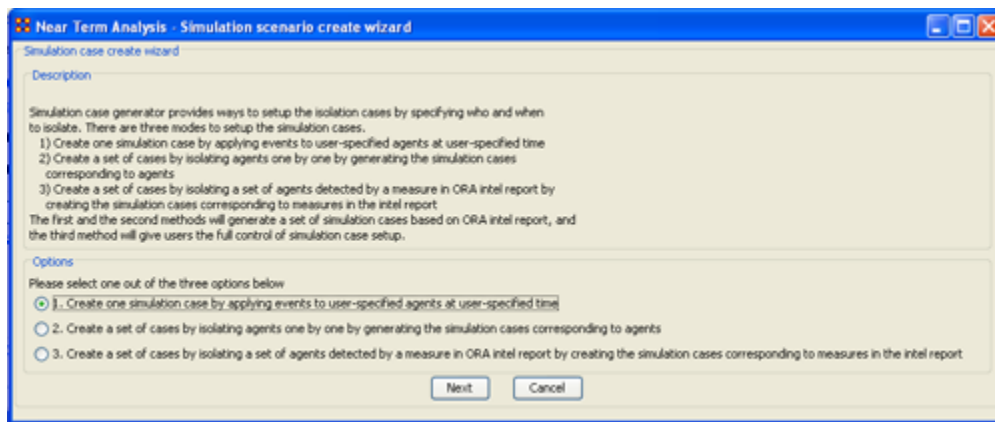 Near Term Analysis - Simulation scenario create wizard
Simulation case create wizard
Description
Simulation case generator provides ways to setup the isolation cases by specifying who and when
to isolate. There are three modes to setup the simulation cases.
1) Create one simulation case by applying events to user-specified agents at user-specified time
2) Create a set of cases by isolating agents one by one by generating the simulation cases
corresponding to agents
3) Create a set of cases by isolating a set of agents detected by a measure in ORA intel report by
creating the simulation cases corresponding to measures in the intel report
The first and the second methods will generate a set of simulation cases based on ORA intel report, and
the third method will give users the full control of simulation case setup.
Options
Please select one out of the three options below
1. Create one simulation case by applying events to user-specified agents at user-specified time
2. Create a set of cases by isolating agents one by one by generating the simulation cases corresponding to agents
3. Create a set of cases by isolating a set of agents detected by a measure in ORA intel report by creating the simulation cases corresponding to measures in the intel report
Next Cancel